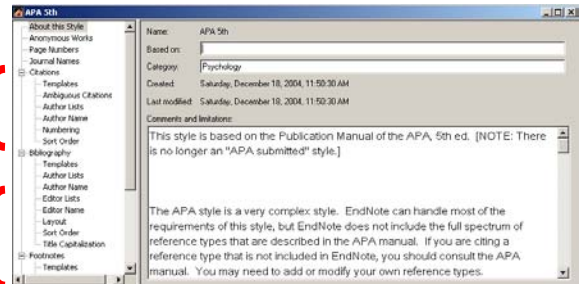 APA 5th
About this Style
Anonymous Works
Page Numbers
Journal Names
Citations
Templates
Ambiguous Citations
Author Lists
Author Name
Numbering
Sort Order
Bibliography
Templates
Author Lists
Author Name
Editor Lists
Editor Name
Layout
Sort Order
Title Capitalization
Footnotes
Templates
Name: APA 5th
Based on:
Category: Psychology
Created: Saturday, December 18, 2004, 11:50:30 AM
Last modified: Saturday, December 18, 2004, 11:50:30 AM
Comments and limitations:
This style is based on the Publication Manual of the APA, 5th ed. [NOTE: There
is no longer an "APA submitted" style.]
The APA style is a very complex style. EndNote can handle most of the
requirements of this style, but EndNote does not include the full spectrum of
reference types that are described in the APA manual. If you are citing a
reference type that is not included in EndNote, you should consult the APA
manual. You may need to add or modify your own reference types.